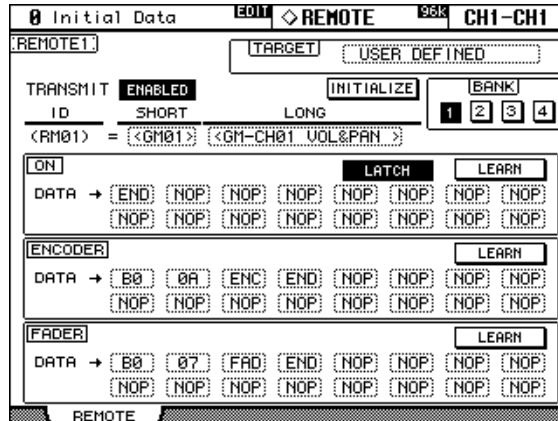 0 Initial Data EDIT ◇REMOTE 96K CH1-CH1
REMOTE1
TARGET
USER DEFINED
TRANSMIT ENABLED INITIALIZE BANK
ID SHORT LONG 1 2 3 4
(RM01) = <GM01> <GM-CH01 VOL&PAN >
ON LATCH LEARN
DATA → END NOP NOP NOP NOP NOP NOP NOP
NOP NOP NOP NOP NOP NOP NOP NOP
ENCODER LEARN
DATA → B0 0A ENC END NOP NOP NOP NOP
NOP NOP NOP NOP NOP NOP NOP NOP
FADER LEARN
DATA → B0 07 FAD END NOP NOP NOP NOP
NOP NOP NOP NOP NOP NOP NOP NOP
REMOTE